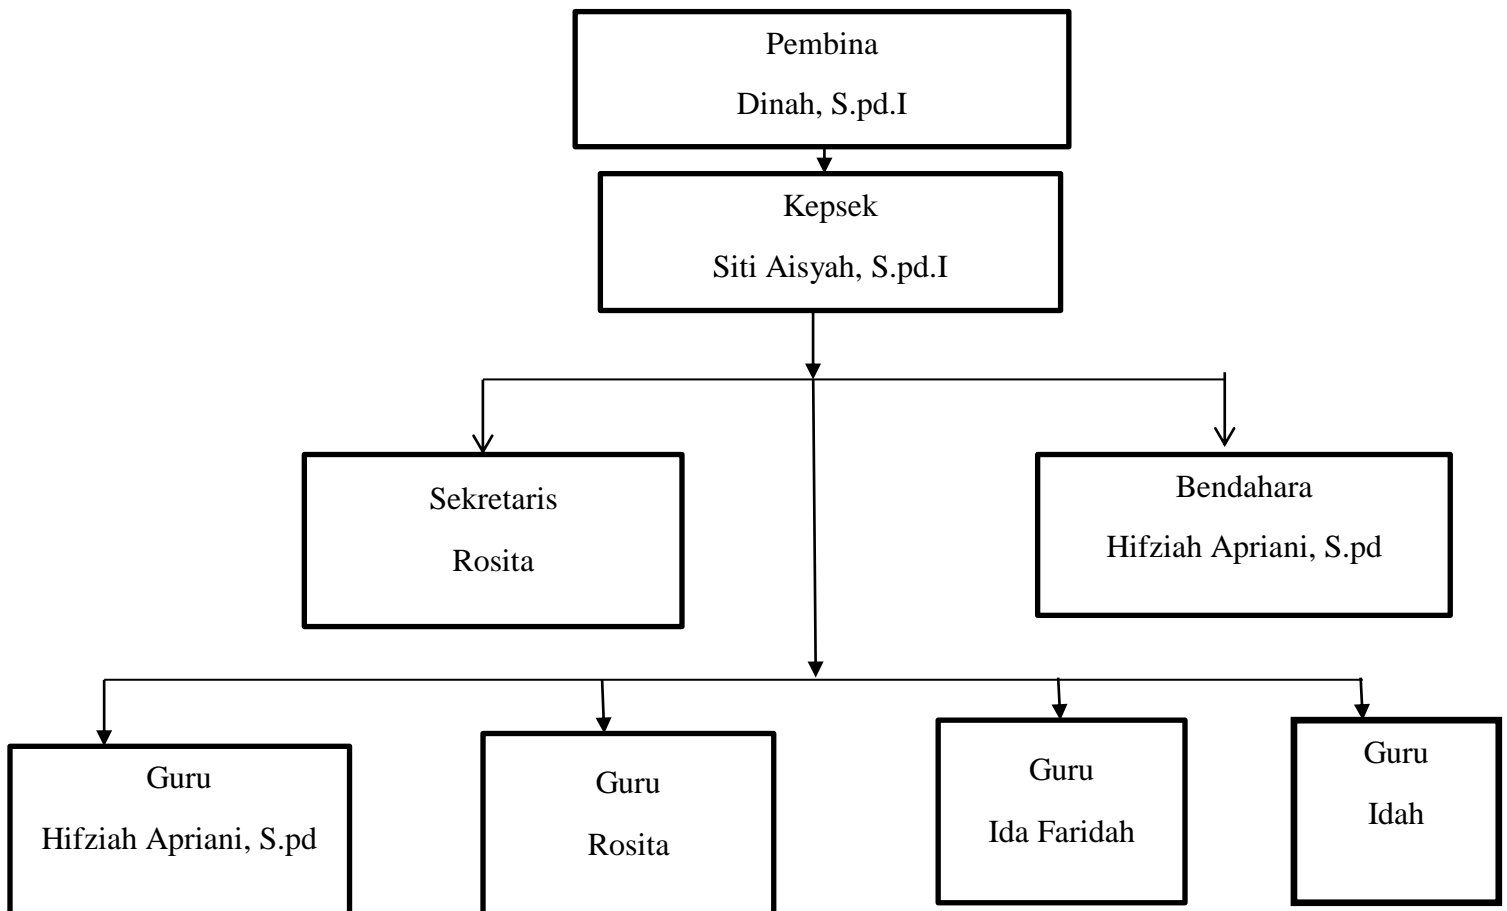 Pembina
Dinah, S.pd.I
Kepsek
Siti Aisyah, S.pd.I
Sekretaris
Rosita
Bendahara
Hifziah Apriani, S.pd
Guru
Hifziah Apriani, S.pd
Guru
Rosita
Guru
Ida Faridah
Guru
Idah